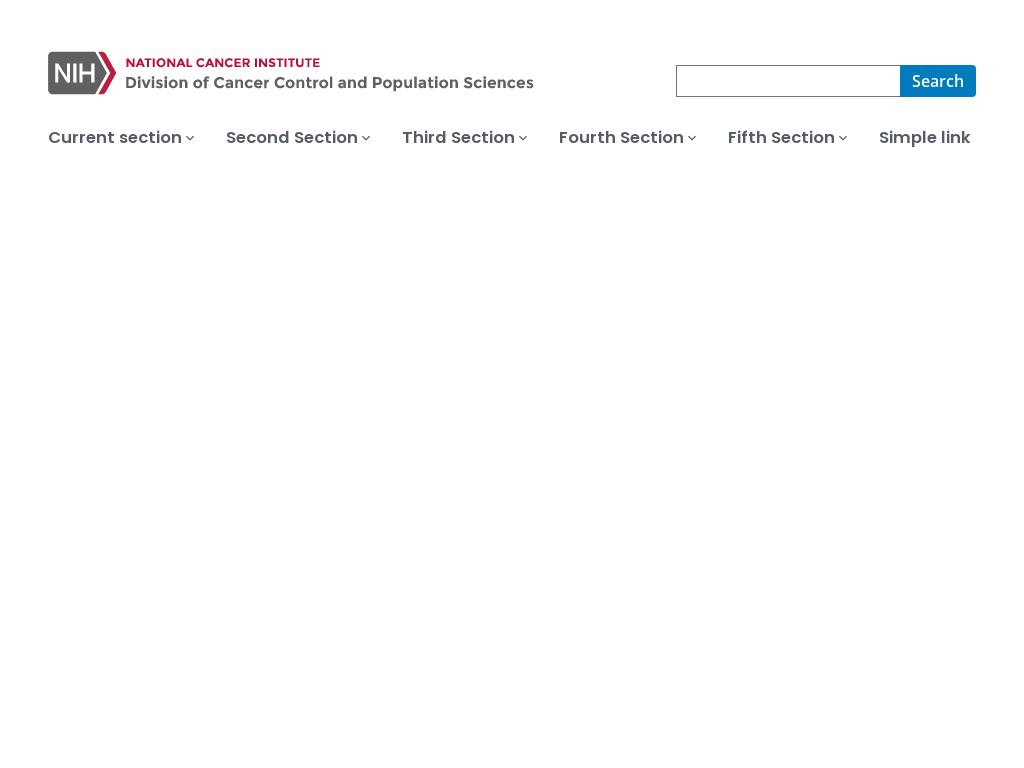 NIH
NATIONAL CANCER INSTITUTE
Division of Cancer Control and Population Sciences
Search
Current section Second Section Third Section Fourth Section Fifth Section Simple link